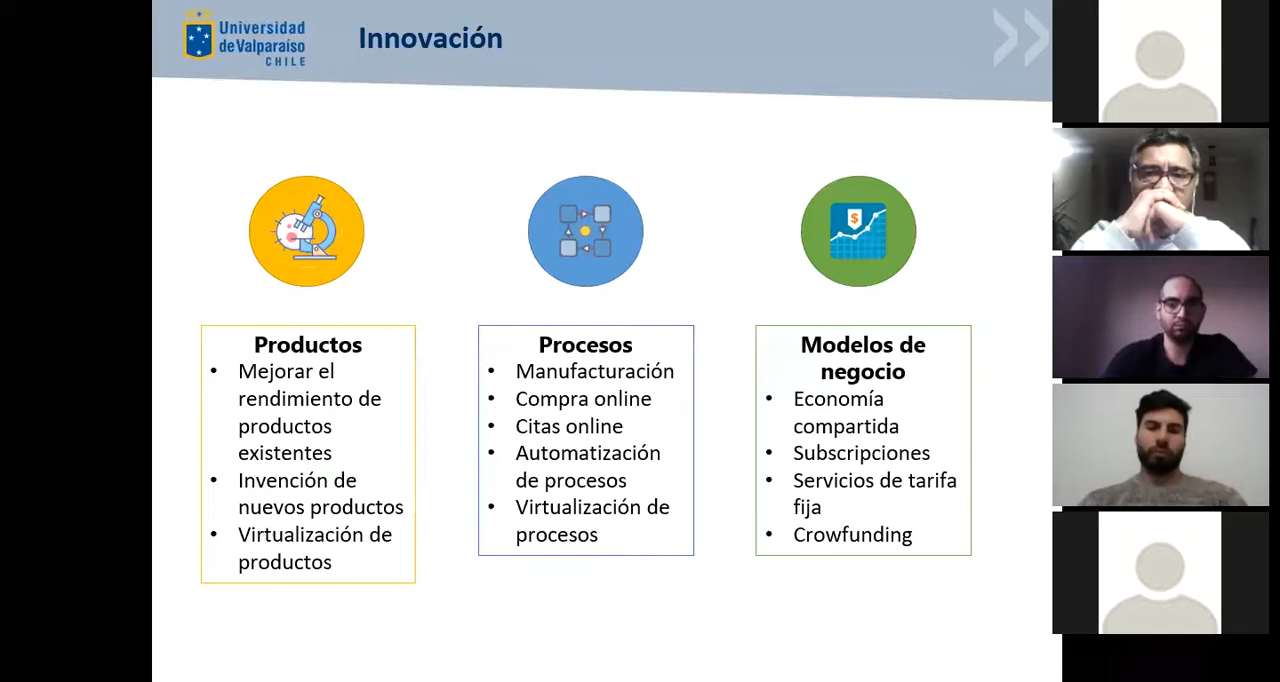 Universidad
de Valparaíso
CHILE
Innovación
$
Productos
• Mejorar el
rendimiento de
productos
existentes
• Invención de
nuevos productos
• Virtualización de
productos
Procesos
• Manufacturación
• Compra online
• Citas online
• Automatización
de procesos
• Virtualización de
procesos
Modelos de
negocio
• Economía
compartida
• Subscripciones
• Servicios de tarifa
fija
• Crowfunding